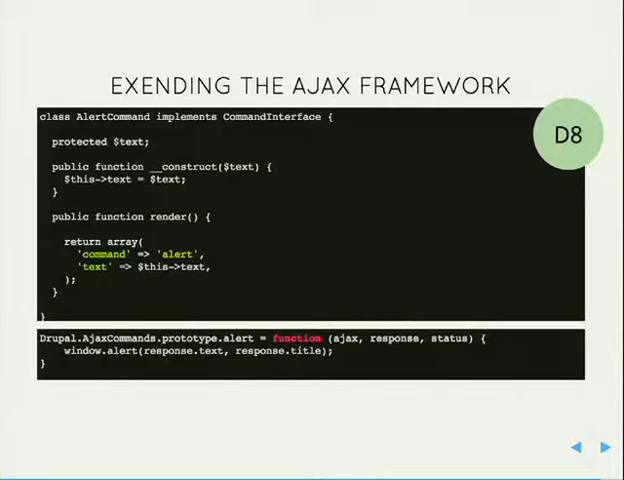 EXENDING THE AJAX FRAMEWORK
D8
class AlertCommand implements CommandInterface {
protected $text;
public function __construct($text) {
$this->text = $text;
}
public function render() {
return array(
'command' => 'alert',
'text' => $this->text,
);
}
}
Drupal.AjaxCommands.prototype.alert = function (ajax, response, status) {
window.alert(response.text, response.title);
}